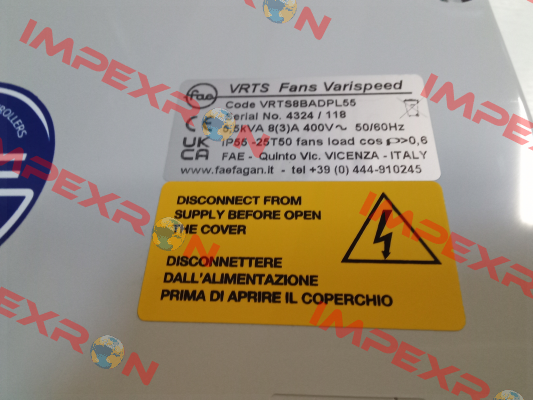 IMPEXRON
fae
VRTS Fans Varispeed
Code VRTS8BADPL55
Serial No. 4324 / 118
5.5kVA 8(3)A 400V~ 50/60Hz
IP55 -25T50 fans load cos φ>0,6
FAE - Quinto Vic. VICENZA - ITALY
www.faefagan.it - tel +39 (0) 444-910245
CE
UK
CA
ROLLERS
DISCONNECT FROM
SUPPLY BEFORE OPEN
THE COVER
DISCONNETTERE
DALL'ALIMENTAZIONE
PRIMA DI APRIRE IL COPERCHIO
IMPEXRON
IMPEXRON